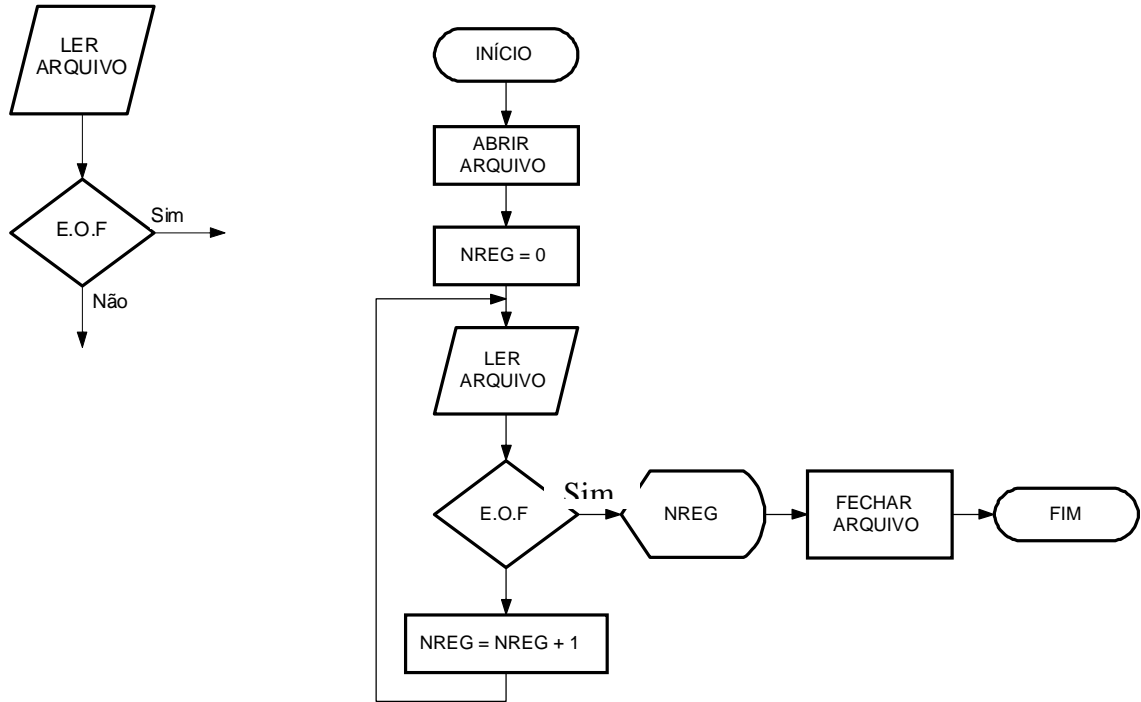 LER
ARQUIVO
E.O.F
Sim
Não
INÍCIO
ABRIR
ARQUIVO
NREG = 0
LER
ARQUIVO
E.O.F
Sim
NREG
FECHAR
ARQUIVO
FIM
NREG = NREG + 1